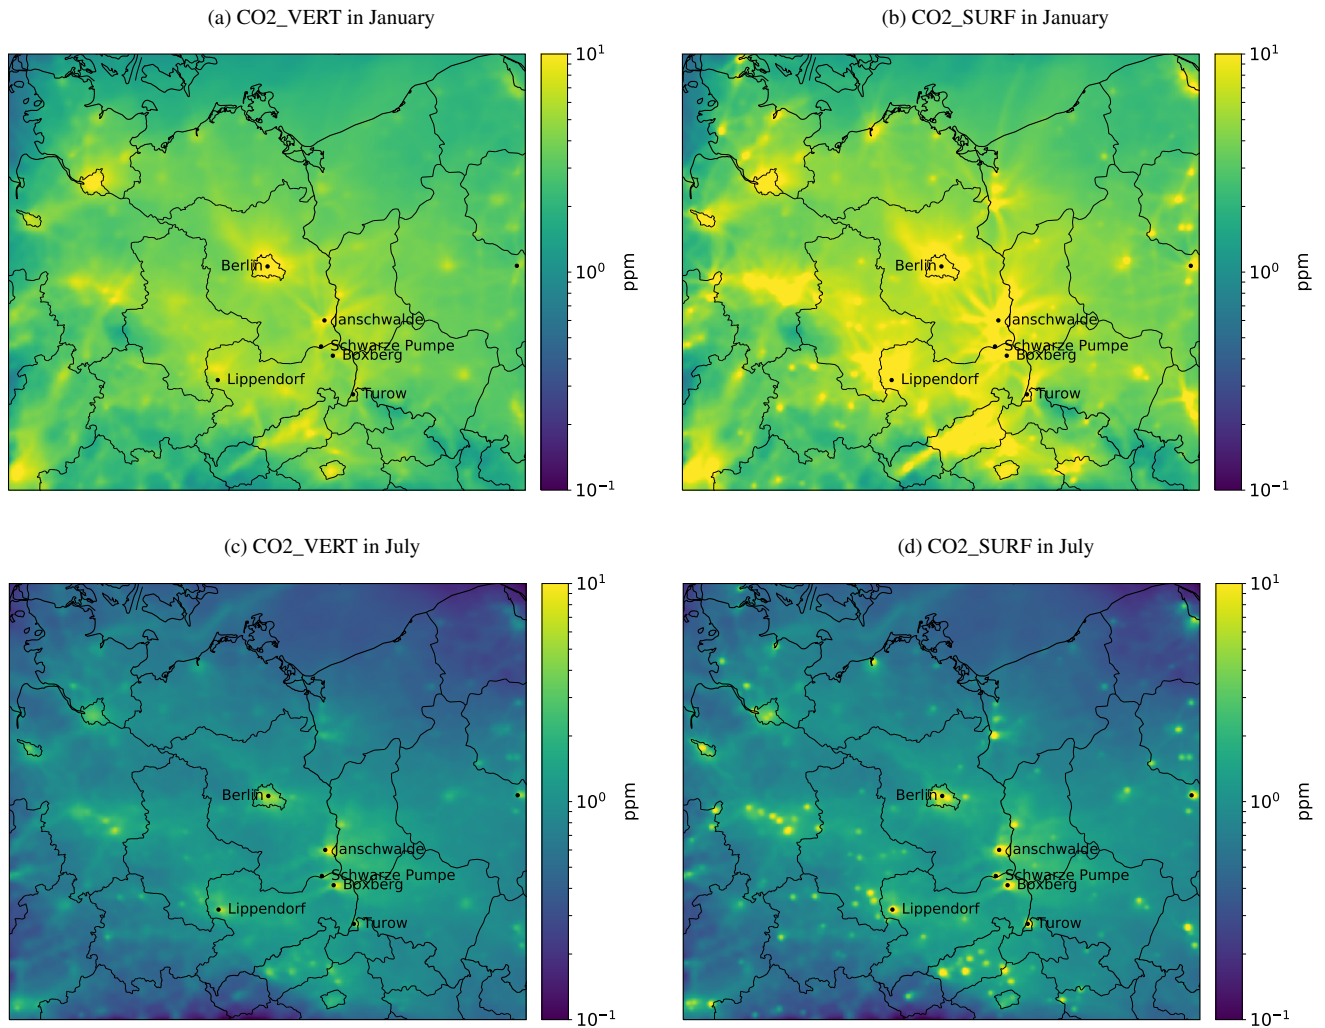 (a) CO2_VERT in January
10¹
10⁰
10⁻¹
ppm
Berlin
Janschwalde
Schwarze Pumpe
Boxberg
Lippendorf
Turow
(b) CO2_SURF in January
10¹
10⁰
10⁻¹
ppm
Berlin
Janschwalde
Schwarze Pumpe
Boxberg
Lippendorf
Turow
(c) CO2_VERT in July
10¹
10⁰
10⁻¹
ppm
Berlin
Janschwalde
Schwarze Pumpe
Boxberg
Lippendorf
Turow
(d) CO2_SURF in July
10¹
10⁰
10⁻¹
ppm
Berlin
Janschwalde
Schwarze Pumpe
Boxberg
Lippendorf
Turow